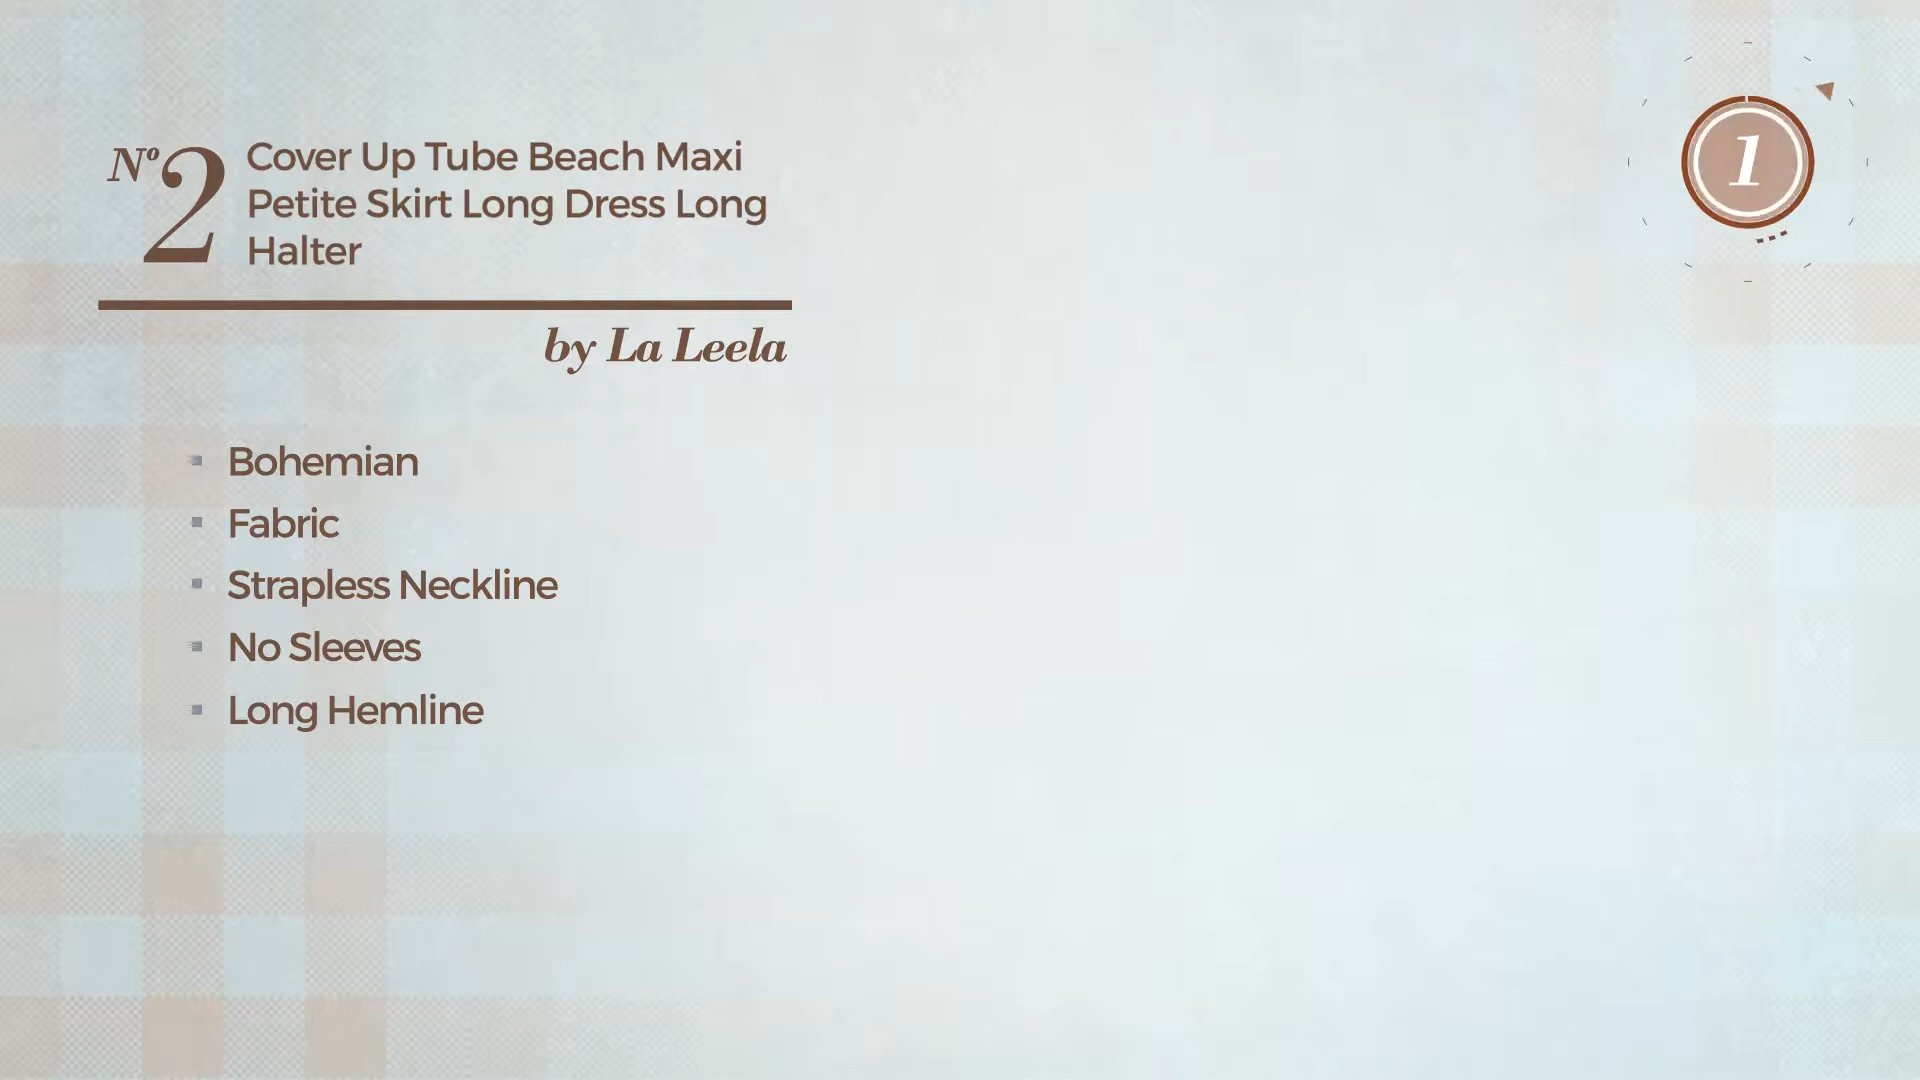 Nº2
Cover Up Tube Beach Maxi
Petite Skirt Long Dress Long
Halter
by La Leela
1
Bohemian
Fabric
Strapless Neckline
No Sleeves
Long Hemline